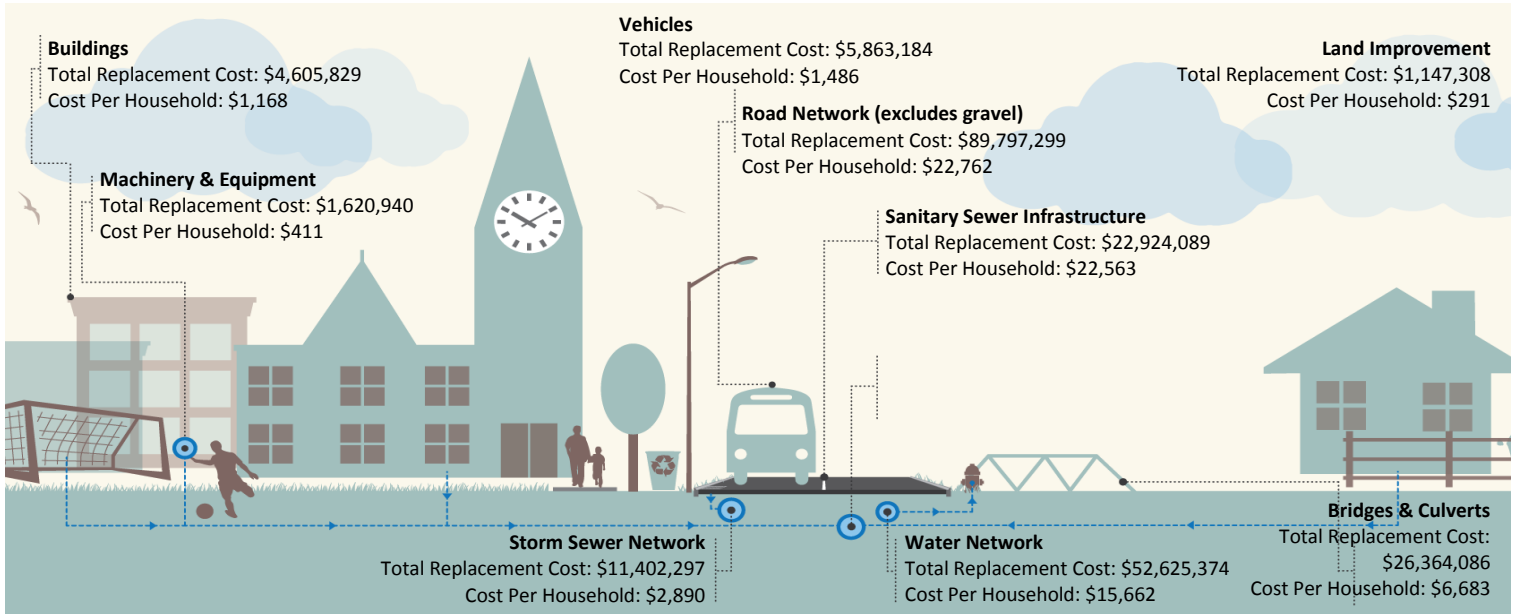 Buildings
Total Replacement Cost: $4,605,829
Cost Per Household: $1,168
Vehicles
Total Replacement Cost: $5,863,184
Cost Per Household: $1,486
Land Improvement
Total Replacement Cost: $1,147,308
Cost Per Household: $291
Road Network (excludes gravel)
Total Replacement Cost: $89,797,299
Cost Per Household: $22,762
Machinery & Equipment
Total Replacement Cost: $1,620,940
Cost Per Household: $411
Sanitary Sewer Infrastructure
Total Replacement Cost: $22,924,089
Cost Per Household: $22,563
Storm Sewer Network
Total Replacement Cost: $11,402,297
Cost Per Household: $2,890
Water Network
Total Replacement Cost: $52,625,374
Cost Per Household: $15,662
Bridges & Culverts
Total Replacement Cost:
$26,364,086
Cost Per Household: $6,683